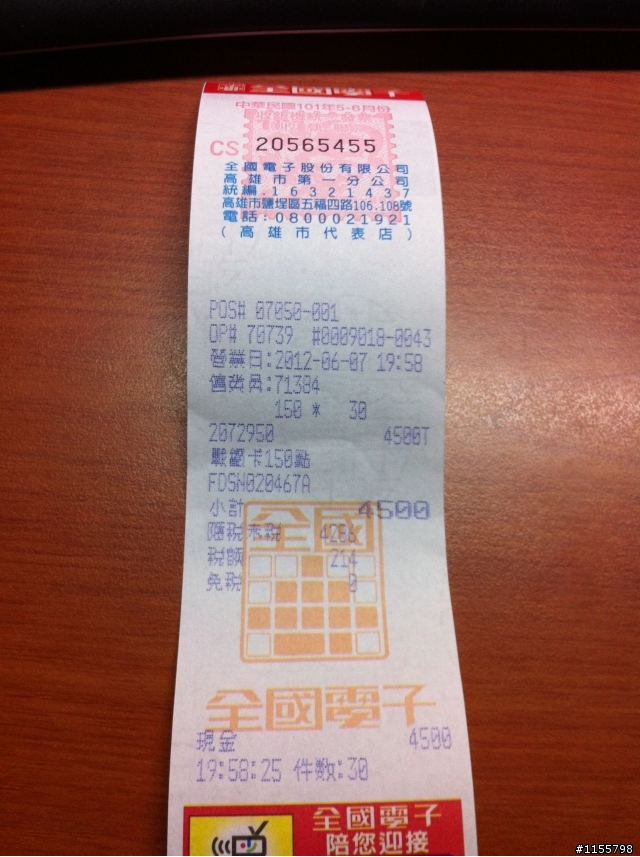 全國電子
中華民國101年5-6月份
CS 20565455
全國電子股份有限公司
高雄市第一分公司
統編.16321437
高雄市鹽埕區五福四路106.108號
電話:0800021921
(高雄市代表店)
POS# 07050-001
OP# 70739 #0009018-0043
營業日:2012-06-07 19:58
售貨員:71384
150 * 30
2072950 4500T
戰網卡150點
FDSN020467A
小計 4500
隨稅未稅 4286
稅額 214
免稅 0
全國
全國電子
現金 4500
19:58:25 件數:30
全國電子
陪您迎接
#1155798